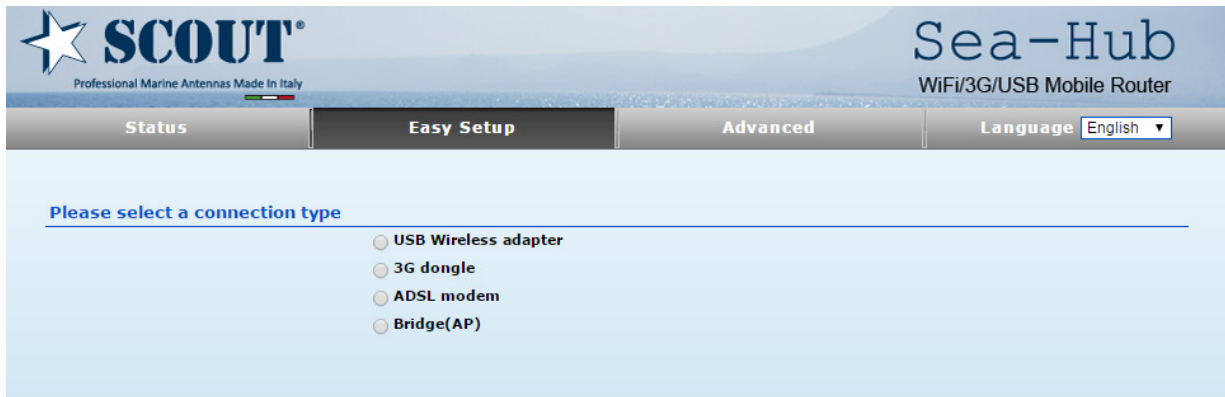 SCOUT®
Professional Marine Antennas Made In Italy
Sea-Hub
WiFi/3G/USB Mobile Router
Status Easy Setup Advanced Language English
Please select a connection type
USB Wireless adapter
3G dongle
ADSL modem
Bridge(AP)